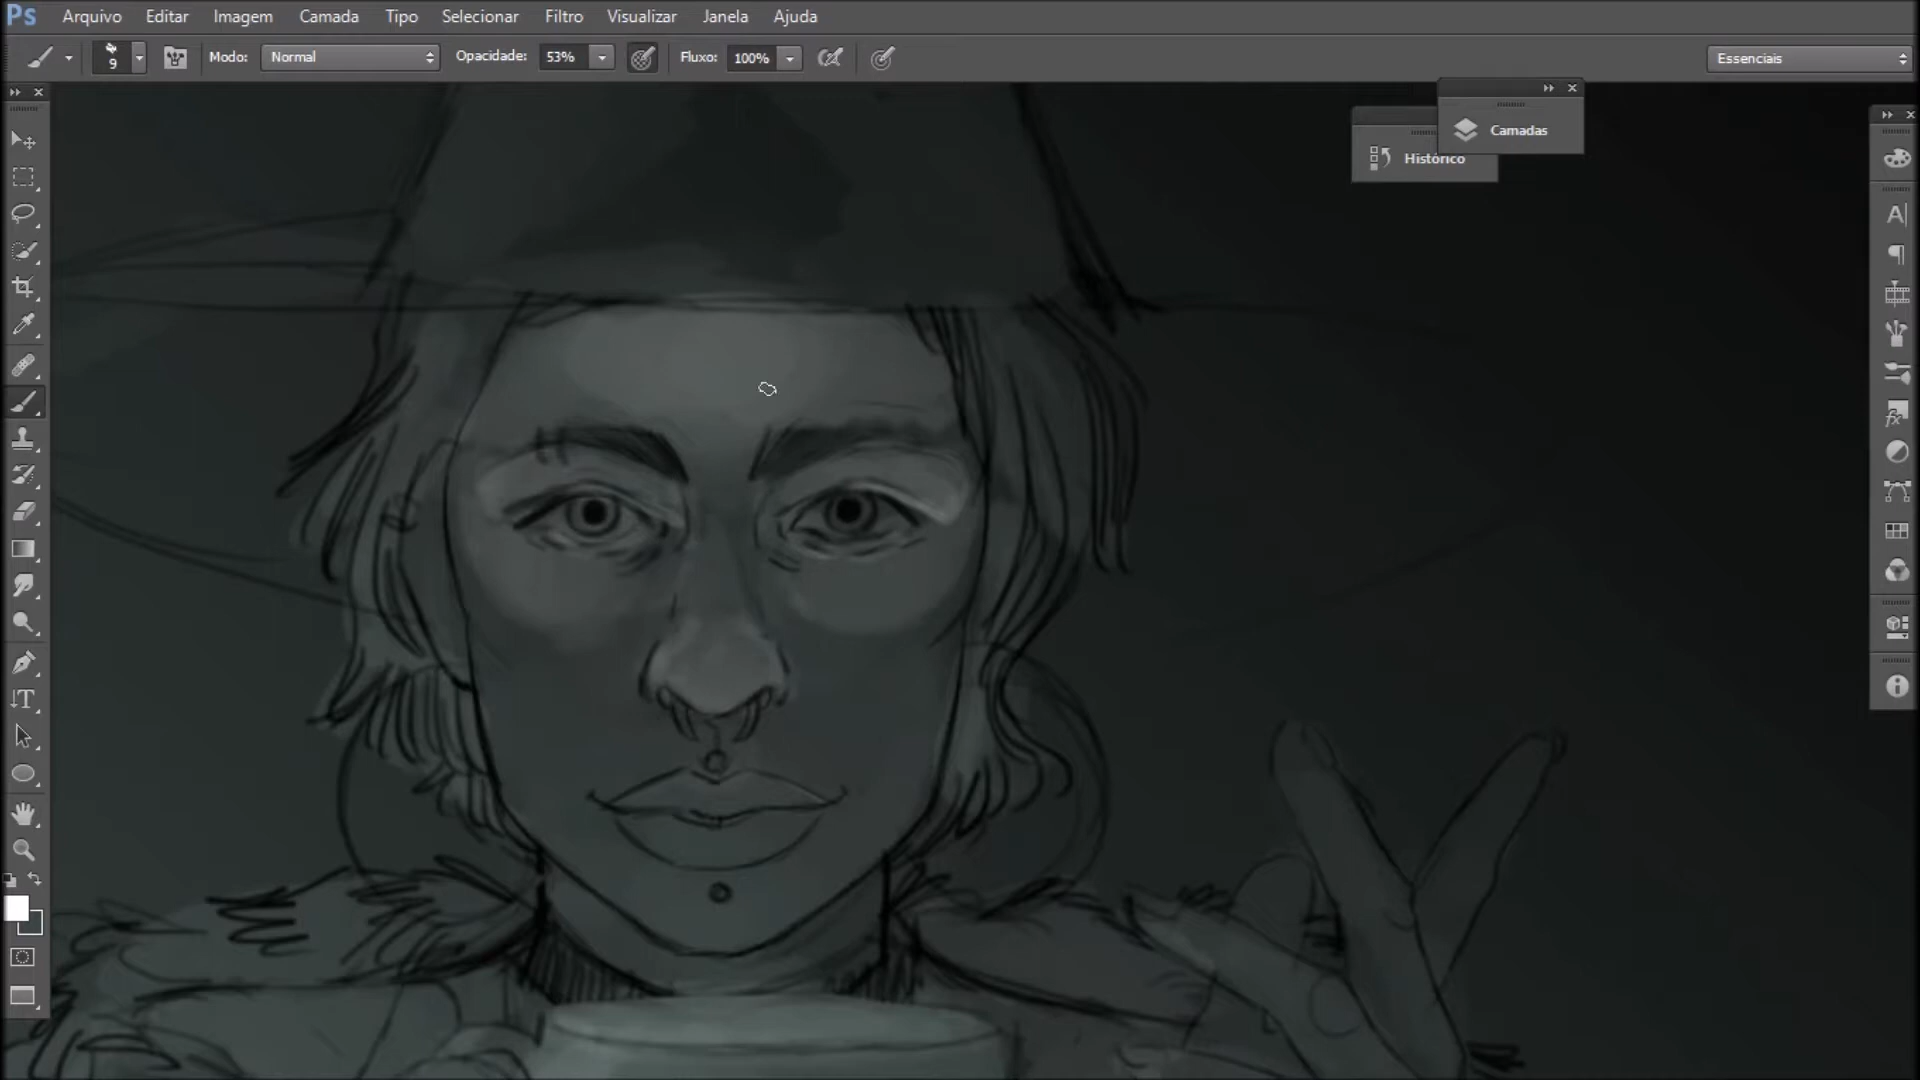 Ps Arquivo Editar Imagem Camada Tipo Selecionar Filtro Visualizar Janela Ajuda
9 Modo: Normal Opacidade: 53% Fluxo: 100% Essenciais
Camadas
Histórico